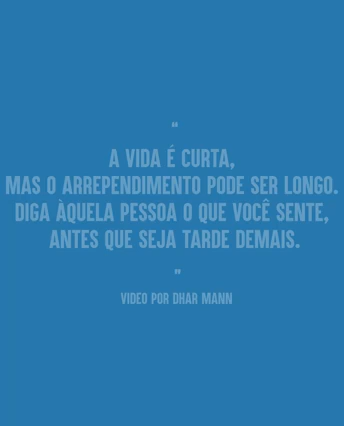 “
A VIDA É CURTA,
MAS O ARREPENDIMENTO PODE SER LONGO.
DIGA ÀQUELA PESSOA O QUE VOCÊ SENTE,
ANTES QUE SEJA TARDE DEMAIS.
”
VIDEO POR DHAR MANN